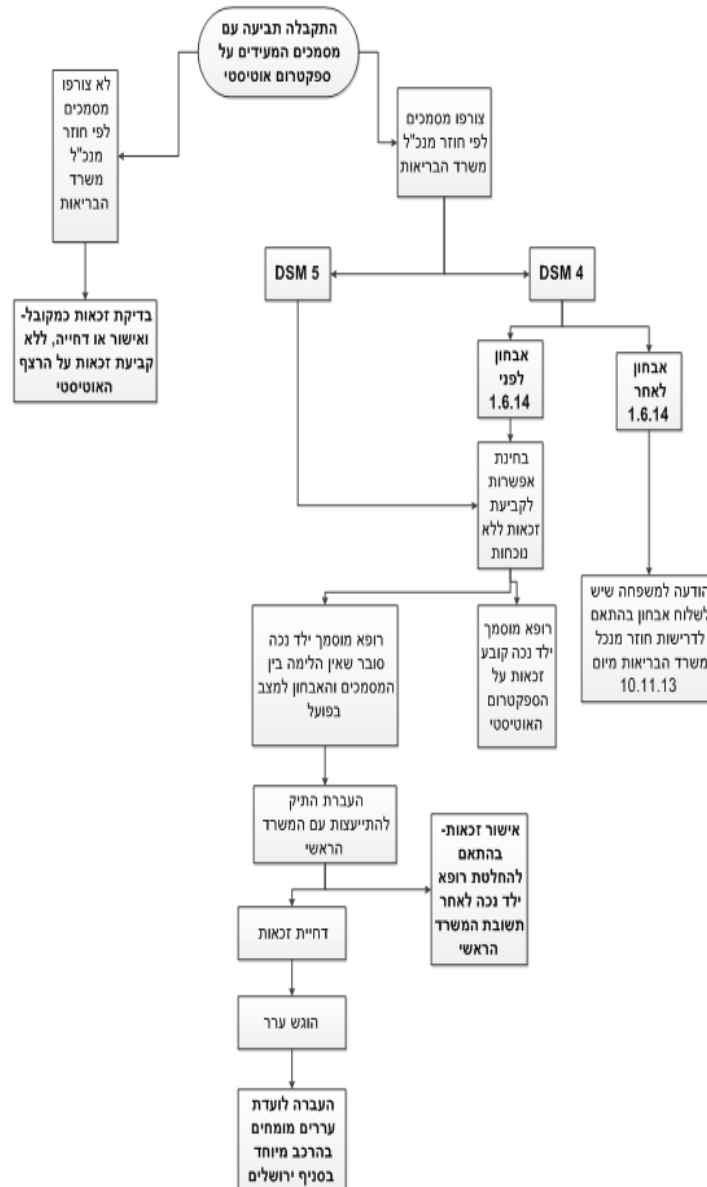 התקבלה תביעה עם
מסמכים המעידים על
ספקטרום אוטיסטי
לא צורפו
מסמכים
לפי חוזר
מנכ"ל
משרד
הבריאות
צורפו מסמכים
לפי חוזר מנכ"ל
משרד הבריאות
DSM 5
DSM 4
בדיקת זכאות כמקובל-
ואישור או דחייה, ללא
קביעת זכאות על הרצף
האוטיסטי
אבחון
לפני
1.6.14
אבחון
לאחר
1.6.14
בחינת
אפשרות
לקביעת
זכאות ללא
נוכחות
הודעה למשפחה שיש
לשלוח אבחון בהתאם
לדרישות חוזר מנכל
משרד הבריאות מיום
10.11.13
רופא מוסמך
ילד נכה קובע
זכאות על
הספקטרום
האוטיסטי
רופא מוסמך ילד נכה
סובר שאין הלימה בין
המסמכים והאבחון למצב
בפועל
העברת התיק
להתייעצות עם המשרד
הראשי
אישור זכאות-
בהתאם
להחלטת רופא
ילד נכה לאחר
תשובת המשרד
הראשי
דחיית זכאות
הוגש ערר
העברה לועדת
עררים מומחים
בהרכב מיוחד
בסניף ירושלים